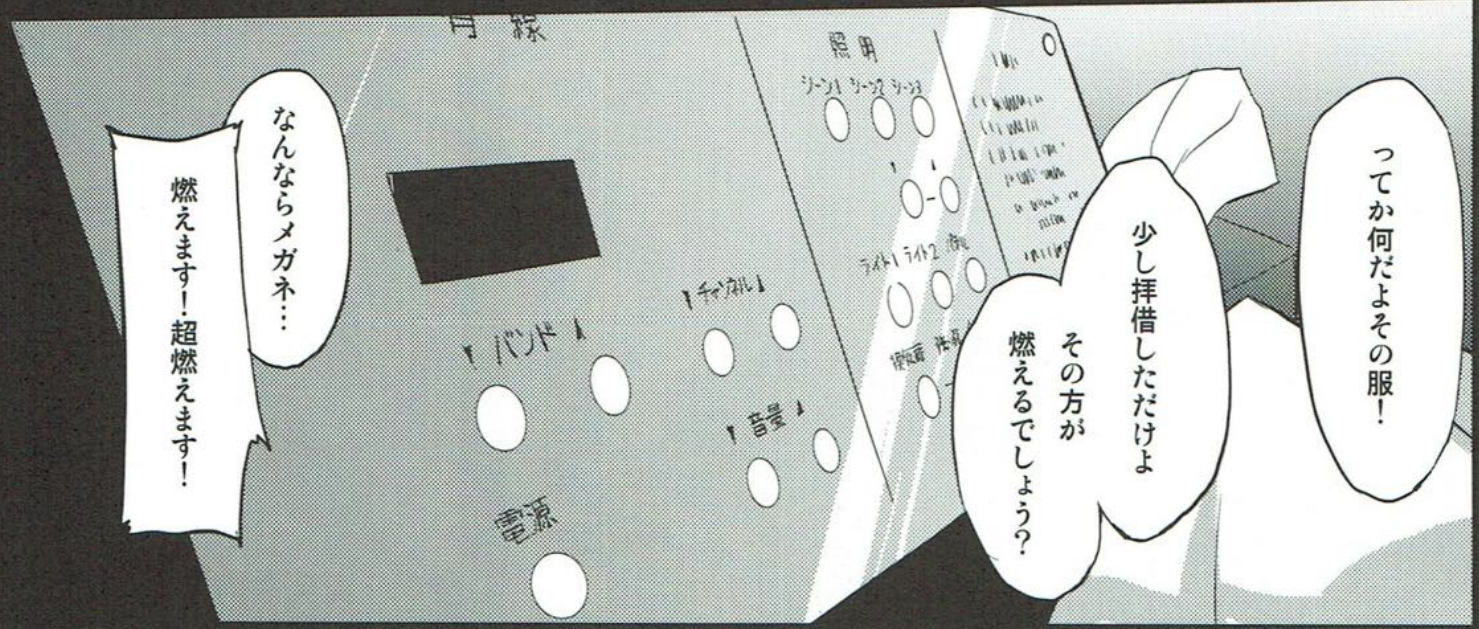 ってか何だよその服！
少し拝借しただけよ
その方が
燃えるでしょう？
なんならメガネ…
燃えます！超燃えます！
照明
シーン1 シーン2 シーン3
ライト1 ライト2
▼チャンネル▲
▼バンド▲
▼音量▲
電源